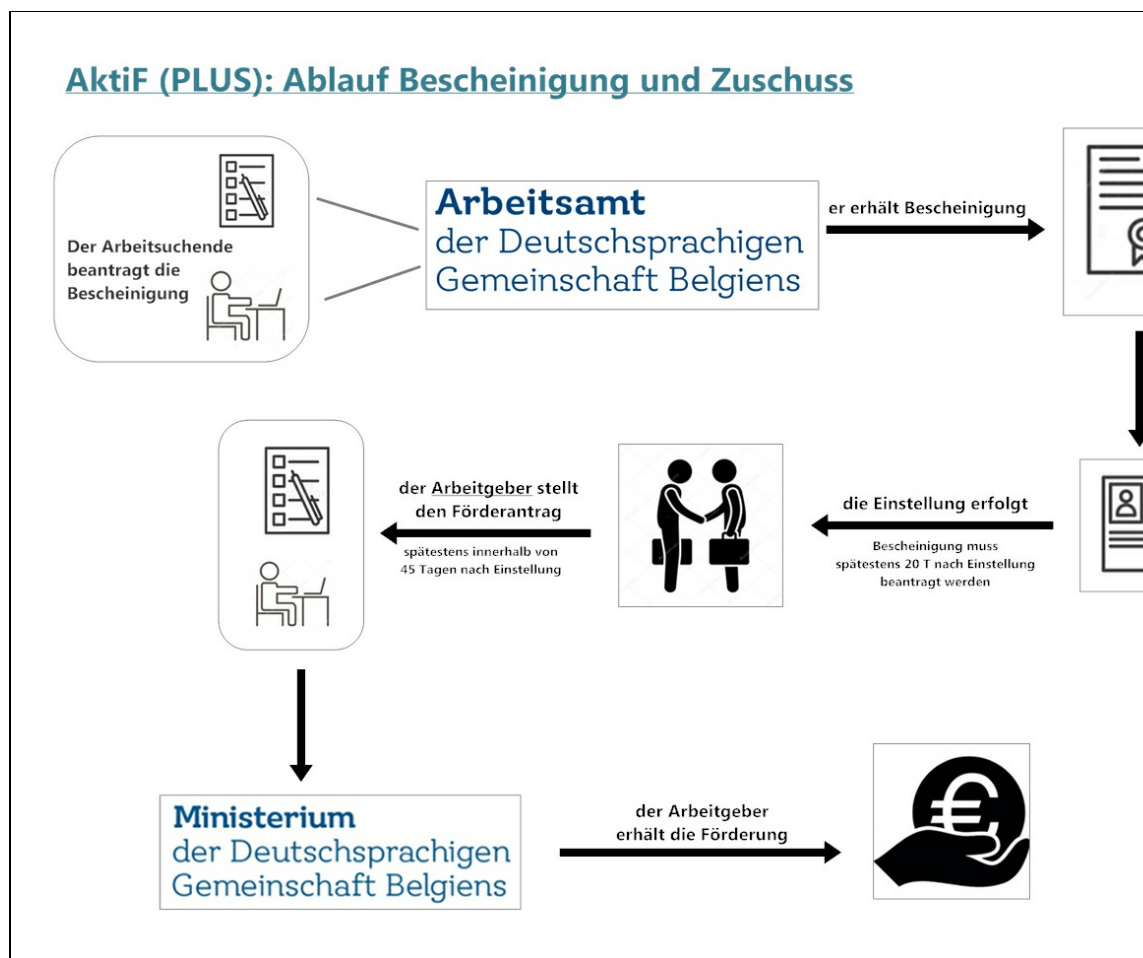 AktiF (PLUS): Ablauf Bescheinigung und Zuschuss
Der Arbeitsuchende
beantragt die
Bescheinigung
Arbeitsamt
der Deutschsprachigen
Gemeinschaft Belgiens
er erhält Bescheinigung
die Einstellung erfolgt
Bescheinigung muss
spätestens 20 T nach Einstellung
beantragt werden
der Arbeitgeber stellt
den Förderantrag
spätestens innerhalb von
45 Tagen nach Einstellung
Ministerium
der Deutschsprachigen
Gemeinschaft Belgiens
der Arbeitgeber
erhält die Förderung